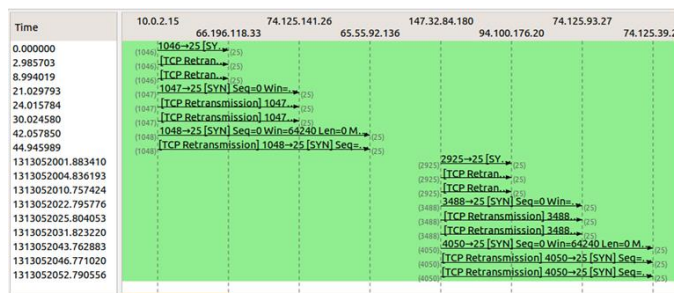 Time
10.0.2.15 74.125.141.26 147.32.84.180 74.125.93.27
66.196.118.33 65.55.92.136 94.100.176.20 74.125.39.2
0.000000 (1046) 1046→25 [SY... (25)
2.985703 (1046) [TCP Retran... (25)
8.994019 (1046) [TCP Retran... (25)
21.029793 (1047) 1047→25 [SYN] Seq=0 Win=... (25)
24.015784 (1047) [TCP Retransmission] 1047... (25)
30.024580 (1047) [TCP Retransmission] 1047... (25)
42.057850 (1048) 1048→25 [SYN] Seq=0 Win=64240 Len=0 M... (25)
44.945989 (1048) [TCP Retransmission] 1048→25 [SYN] Seq=... (25)
1313052001.883410 (2925) 2925→25 [SY... (25)
1313052004.836193 (2925) [TCP Retran... (25)
1313052010.757424 (2925) [TCP Retran... (25)
1313052022.795776 (3488) 3488→25 [SYN] Seq=0 Win=... (25)
1313052025.804053 (3488) [TCP Retransmission] 3488... (25)
1313052031.823220 (3488) [TCP Retransmission] 3488... (25)
1313052043.762883 (4050) 4050→25 [SYN] Seq=0 Win=64240 Len=0 M... (25)
1313052046.771020 (4050) [TCP Retransmission] 4050→25 [SYN] Seq=... (25)
1313052052.790556 (4050) [TCP Retransmission] 4050→25 [SYN] Seq=... (25)